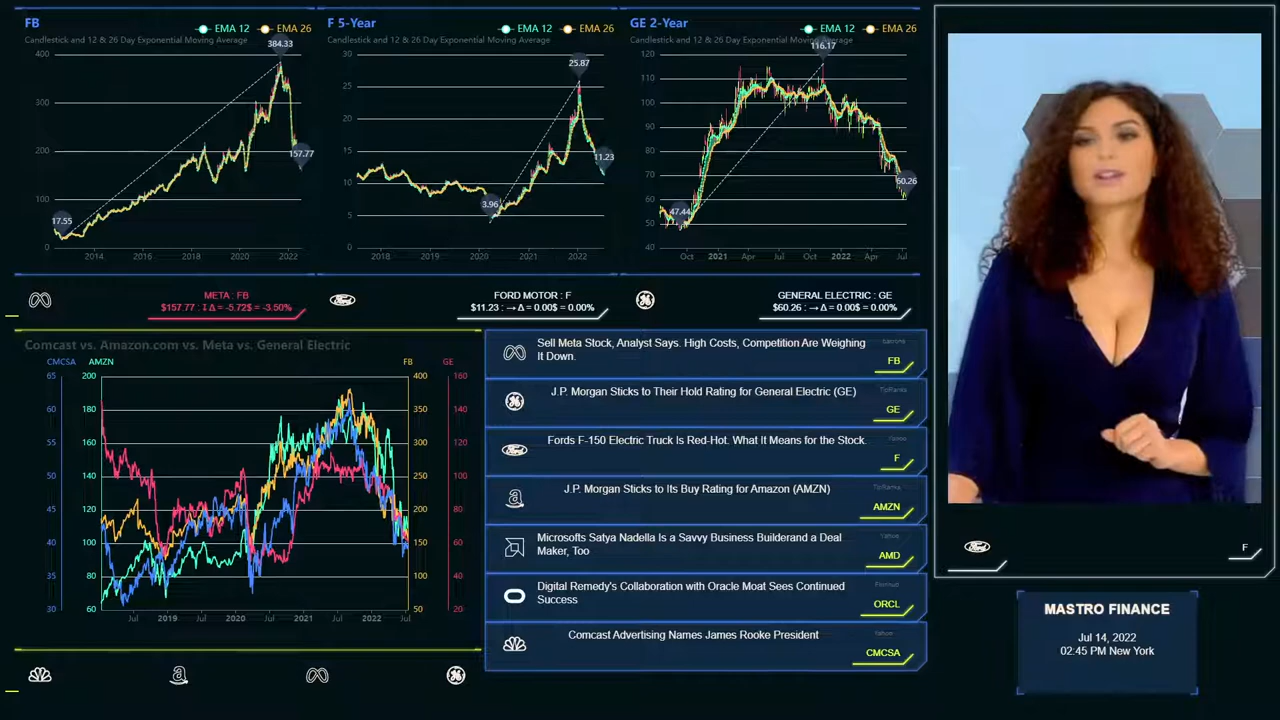 FB
EMA 12
EMA 26
Candlestick and 12 & 26 Day Exponential Moving Average
384.33
400
300
200
100
0
17.55
157.77
2014
2016
2018
2020
2022
F 5-Year
EMA 12
EMA 26
Candlestick and 12 & 26 Day Exponential Moving Average
25.87
30
25
20
15
10
5
0
3.96
11.23
2018
2019
2020
2021
2022
GE 2-Year
EMA 12
EMA 26
Candlestick and 12 & 26 Day Exponential Moving Average
116.17
120
110
100
90
80
70
60
50
40
47.44
60.26
Oct
2021
Apr
Jul
Oct
2022
Apr
Jul
META : FB
$157.77 : ↧ Δ = -5.72$ = -3.50%
Ford
FORD MOTOR : F
$11.23 : → Δ = 0.00$ = 0.00%
GENERAL ELECTRIC : GE
$60.26 : → Δ = 0.00$ = 0.00%
Comcast vs. Amazon.com vs. Meta vs. General Electric
CMCSA
AMZN
FB
GE
65
60
55
50
45
40
35
30
200
180
160
140
120
100
80
60
400
350
300
250
200
150
100
50
160
140
120
100
80
60
40
20
Jul
2019
Jul
2020
Jul
2021
Jul
2022
Jul
Sell Meta Stock, Analyst Says. High Costs, Competition Are Weighing
It Down.
Barrons
FB
J.P. Morgan Sticks to Their Hold Rating for General Electric (GE)
TipRanks
GE
Fords F-150 Electric Truck Is Red-Hot. What It Means for the Stock.
Yahoo
F
J.P. Morgan Sticks to Its Buy Rating for Amazon (AMZN)
TipRanks
AMZN
Microsofts Satya Nadella Is a Savvy Business Builderand a Deal
Maker, Too
Yahoo
AMD
Digital Remedy's Collaboration with Oracle Moat Sees Continued
Success
Finnhub
ORCL
Comcast Advertising Names James Rooke President
Yahoo
CMCSA
Ford
F
MASTRO FINANCE
Jul 14, 2022
02:45 PM New York